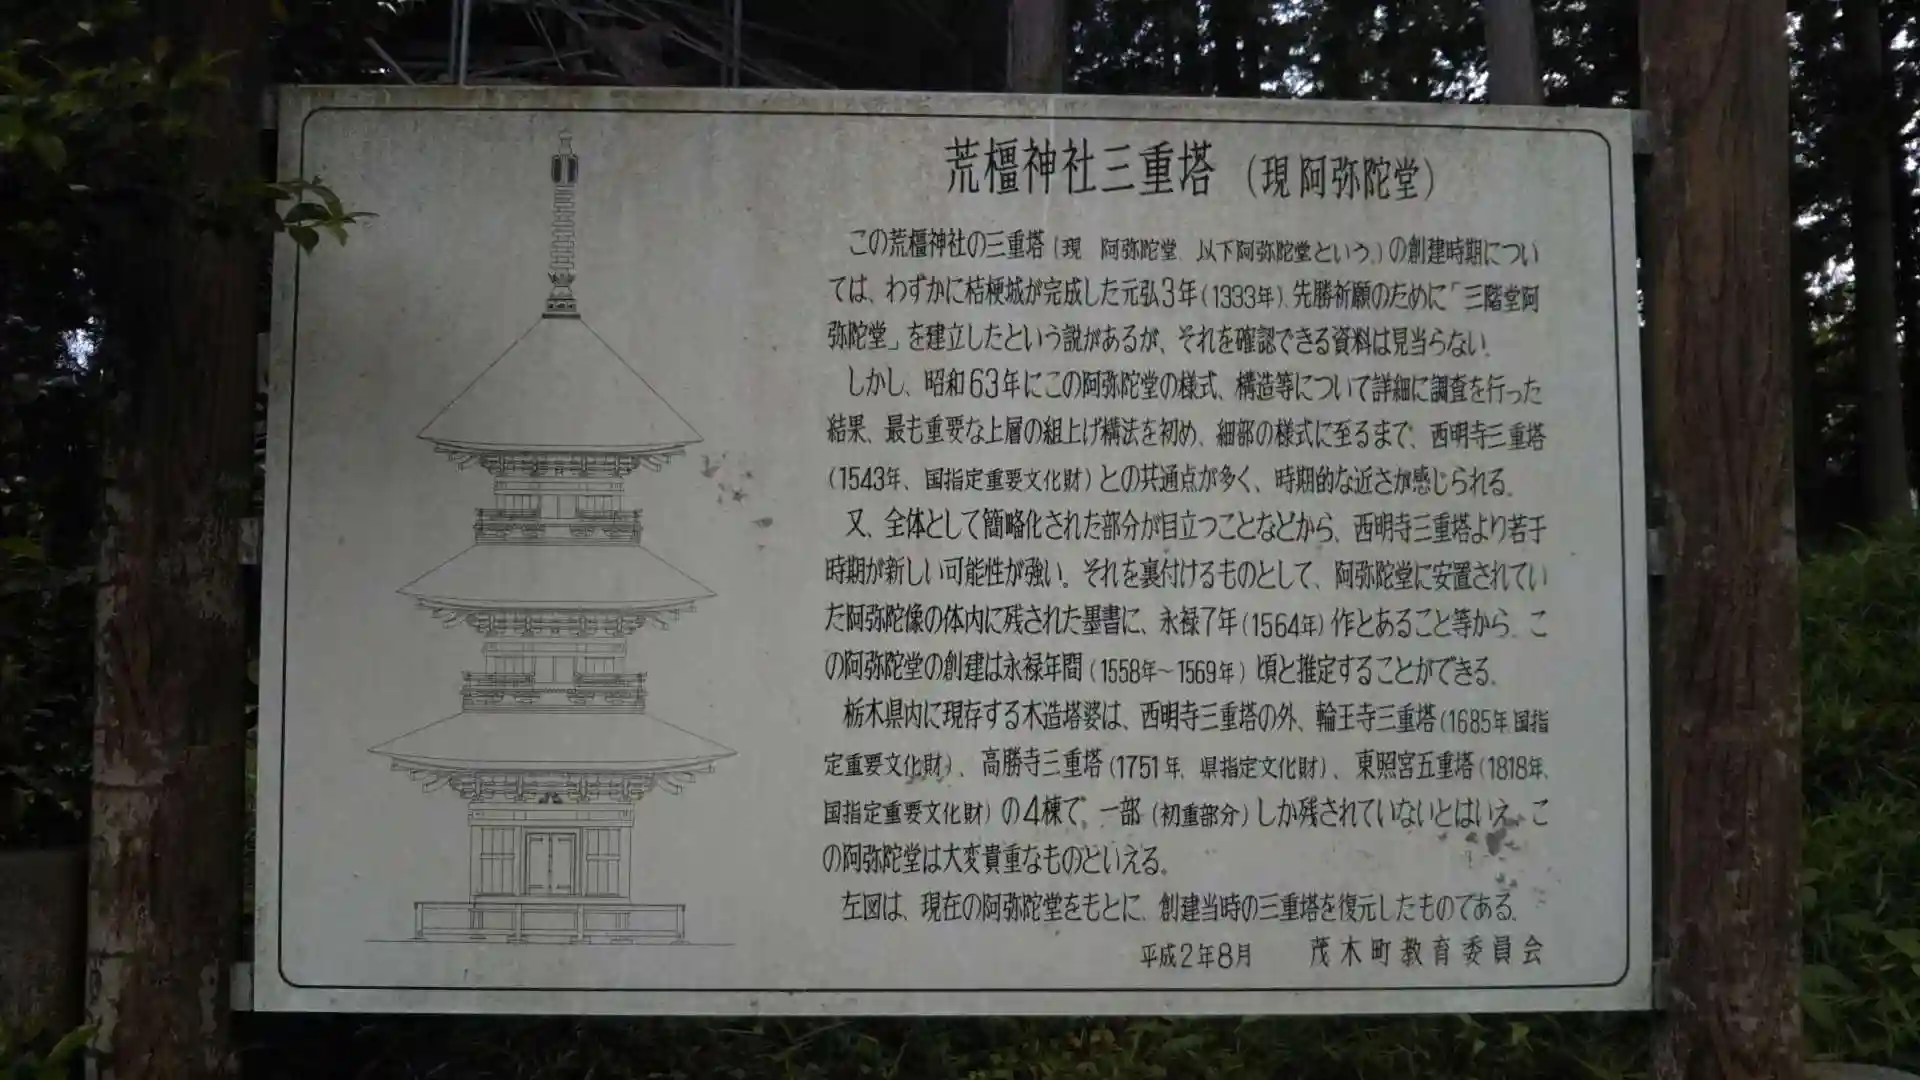 荒橿神社三重塔(現 阿弥陀堂)
この荒橿神社の三重塔(現 阿弥陀堂、以下阿弥陀堂という。)の創建時期につい
ては、わずかに桔梗城が完成した元弘3年(1333年)、先勝祈願のために「三階堂阿
弥陀堂」を建立したという説があるが、それを確認できる資料は見当らない。
しかし、昭和63年にこの阿弥陀堂の様式、構造等について詳細に調査を行った
結果、最も重要な上層の組上げ構法を初め、細部の様式に至るまで、西明寺三重塔
(1543年、国指定重要文化財)との共通点が多く、時期的な近さが感じられる。
又、全体として簡略化された部分が目立つことなどから、西明寺三重塔より若干
時期が新しい可能性が強い。それを裏付けるものとして、阿弥陀堂に安置されてい
た阿弥陀像の体内に残された墨書に、永禄7年(1564年)作とあること等から、こ
の阿弥陀堂の創建は永禄年間(1558年~1569年)頃と推定することができる。
栃木県内に現存する木造塔婆は、西明寺三重塔の外、輪王寺三重塔(1685年、国指
定重要文化財)、高勝寺三重塔(1751年、県指定文化財)、東照宮五重塔(1818年、
国指定重要文化財)の4棟で、一部(初重部分)しか残されていないとはいえ、こ
の阿弥陀堂は大変貴重なものといえる。
左図は、現在の阿弥陀堂をもとに、創建当時の三重塔を復元したものである。
平成2年8月 茂木町教育委員会